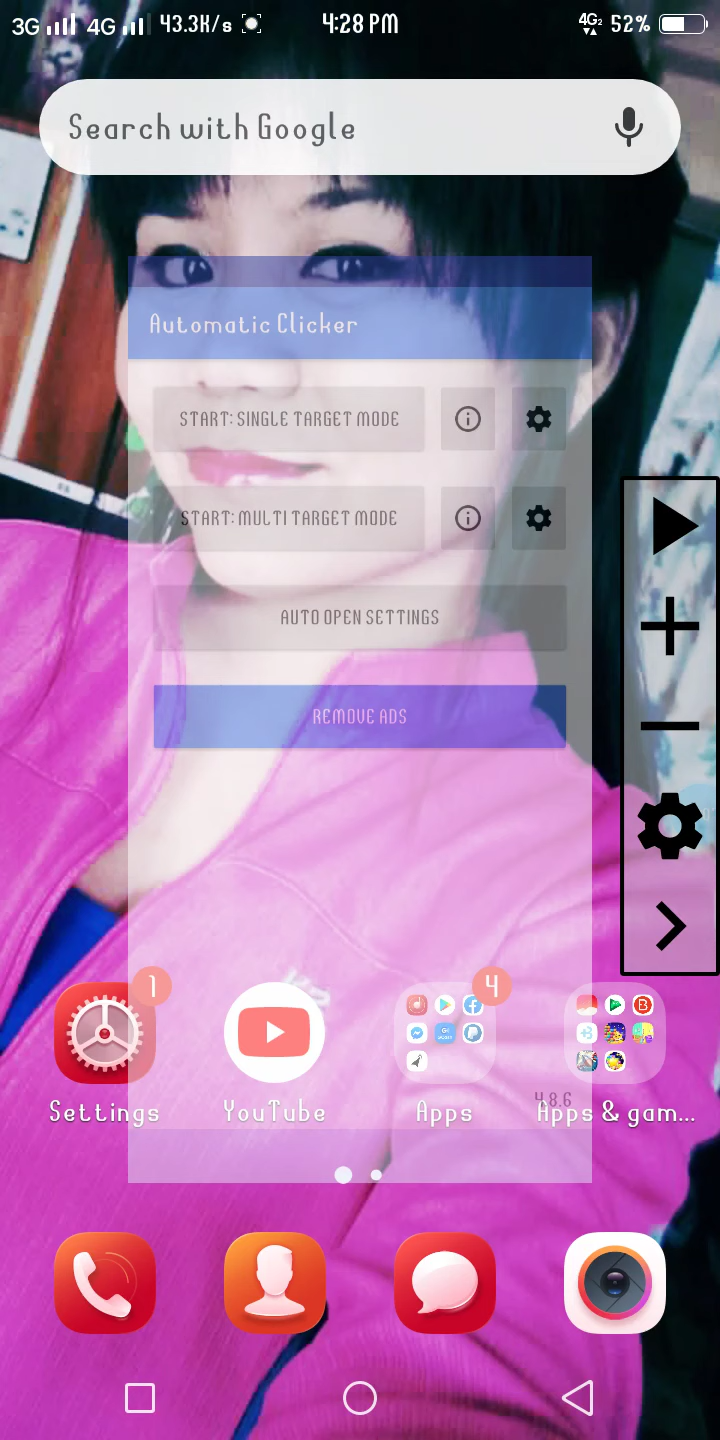 3G 4G 43.3K/s 4:28 PM 4G2 52%
Search with Google
Automatic Clicker
START: SINGLE TARGET MODE
START: MULTI TARGET MODE
AUTO OPEN SETTINGS
REMOVE ADS
1 4
4.8.6
Settings YouTube Apps Apps & gam...